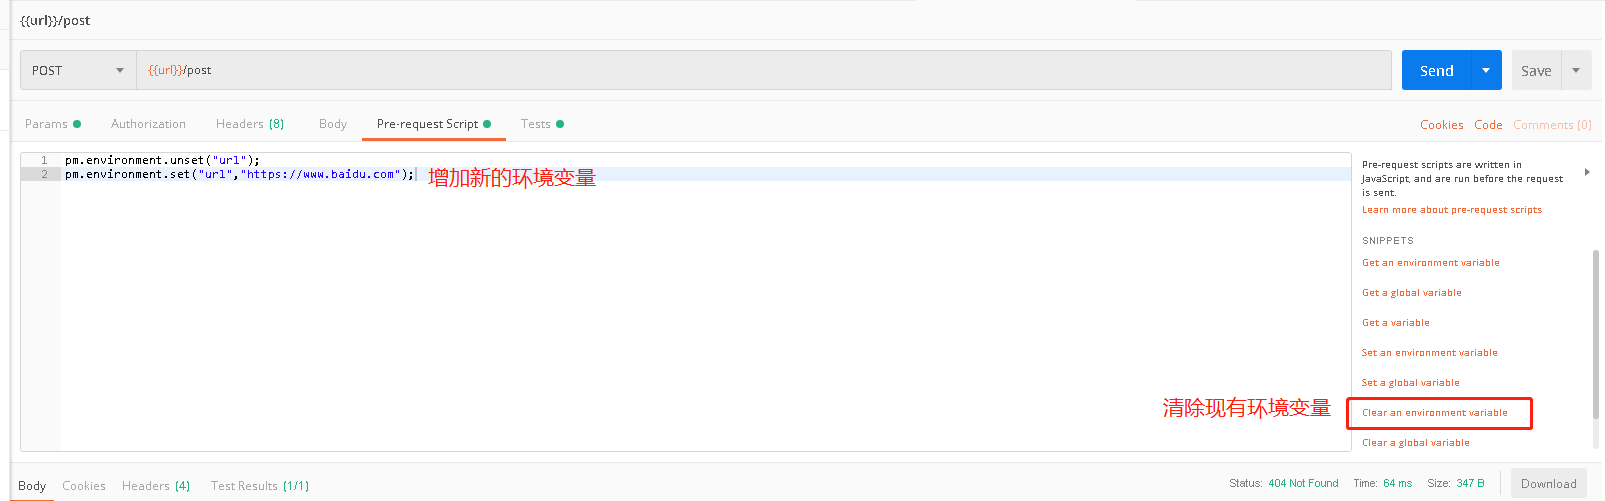 {{url}}/post
POST {{url}}/post Send Save
Params Authorization Headers (8) Body Pre-request Script Tests Cookies Code Comments (0)
1 pm.environment.unset("url");
2 pm.environment.set("url","https://www.baidu.com"); 增加新的环境变量
Pre-request scripts are written in
JavaScript, and are run before the request
is sent.
Learn more about pre-request scripts
SNIPPETS
Get an environment variable
Get a global variable
Get a variable
Set an environment variable
Set a global variable
清除现有环境变量 Clear an environment variable
Clear a global variable
Body Cookies Headers (4) Test Results (1/1) Status: 404 Not Found Time: 64 ms Size: 347 B Download